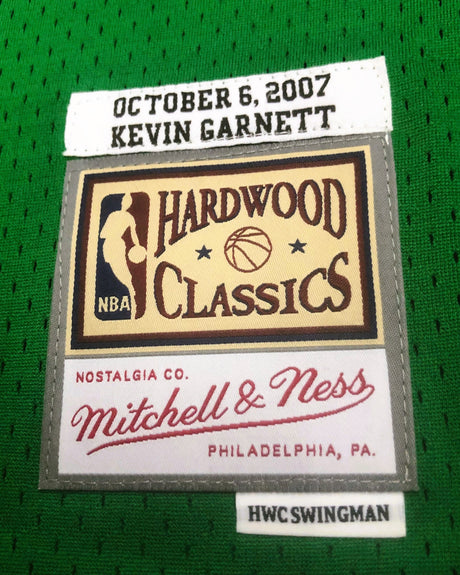 OCTOBER 6, 2007
KEVIN GARNETT
HARDWOOD
CLASSICS
NBA
NOSTALGIA CO.
Mitchell & Ness
PHILADELPHIA, PA.
HWC SWINGMAN